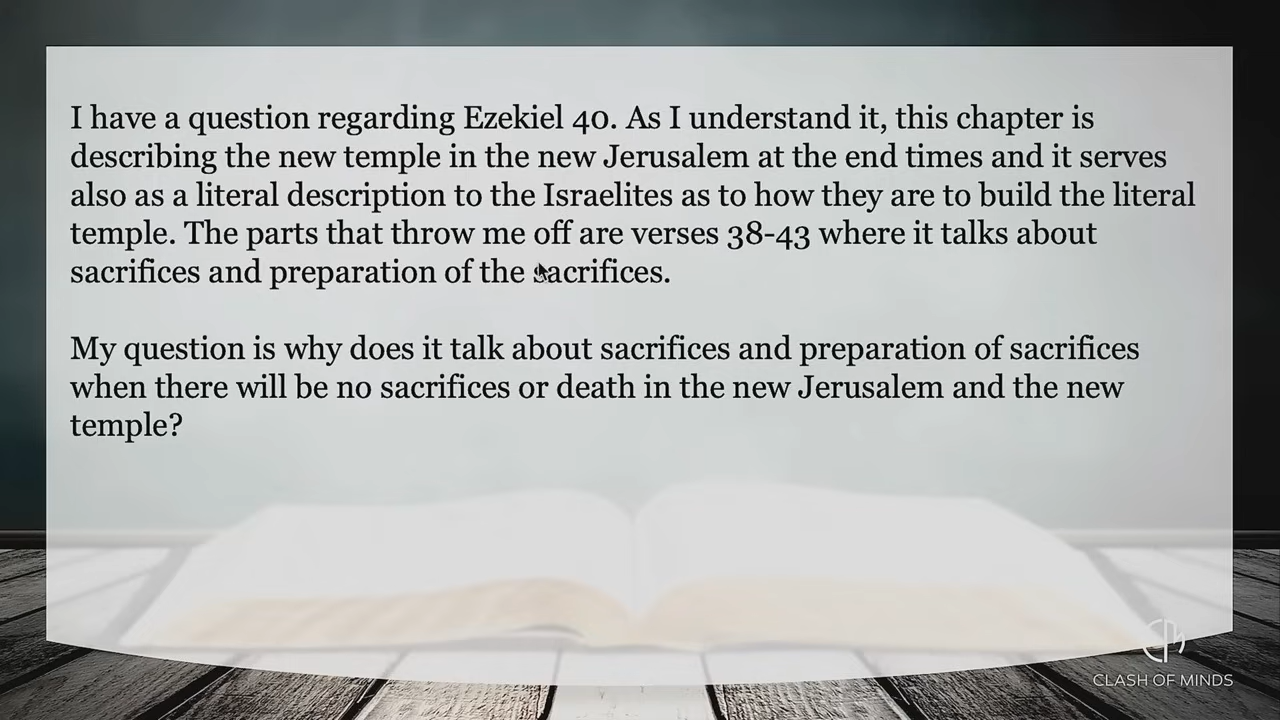 I have a question regarding Ezekiel 40. As I understand it, this chapter is
describing the new temple in the new Jerusalem at the end times and it serves
also as a literal description to the Israelites as to how they are to build the literal
temple. The parts that throw me off are verses 38-43 where it talks about
sacrifices and preparation of the sacrifices.
My question is why does it talk about sacrifices and preparation of sacrifices
when there will be no sacrifices or death in the new Jerusalem and the new
temple?
CLASH OF MINDS